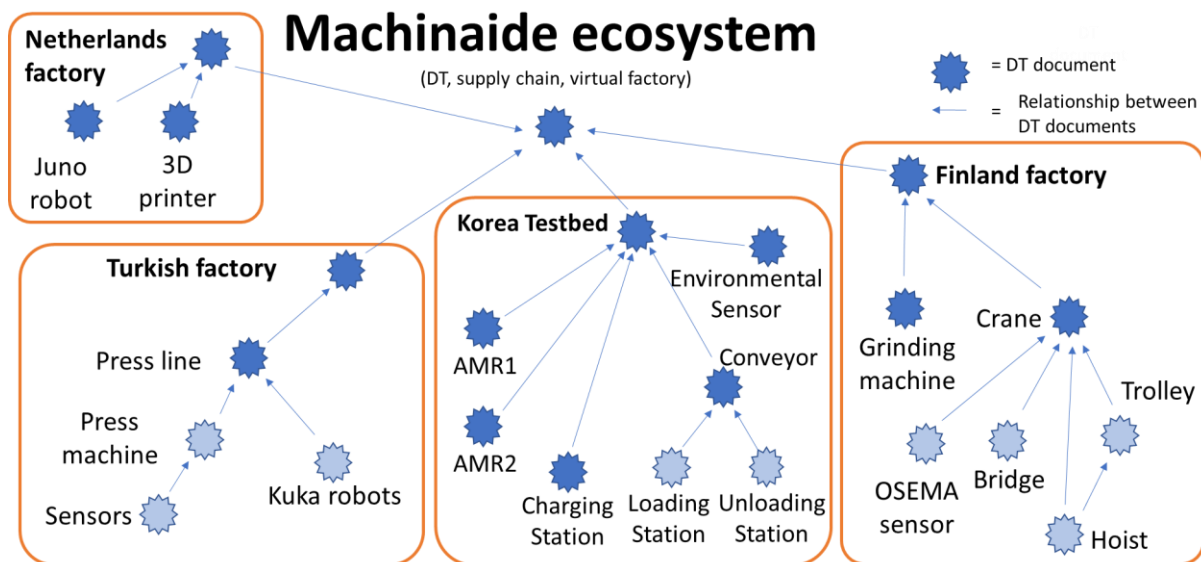 Machinaide ecosystem
(DT, supply chain, virtual factory)
= DT document
= Relationship between
DT documents
Netherlands
factory
Juno
robot
3D
printer
Turkish factory
Press line
Press
machine
Sensors
Kuka robots
Korea Testbed
Environmental
Sensor
AMR1
AMR2
Conveyor
Charging
Station
Loading
Station
Unloading
Station
Finland factory
Grinding
machine
Crane
Trolley
OSEMA
sensor
Bridge
Hoist